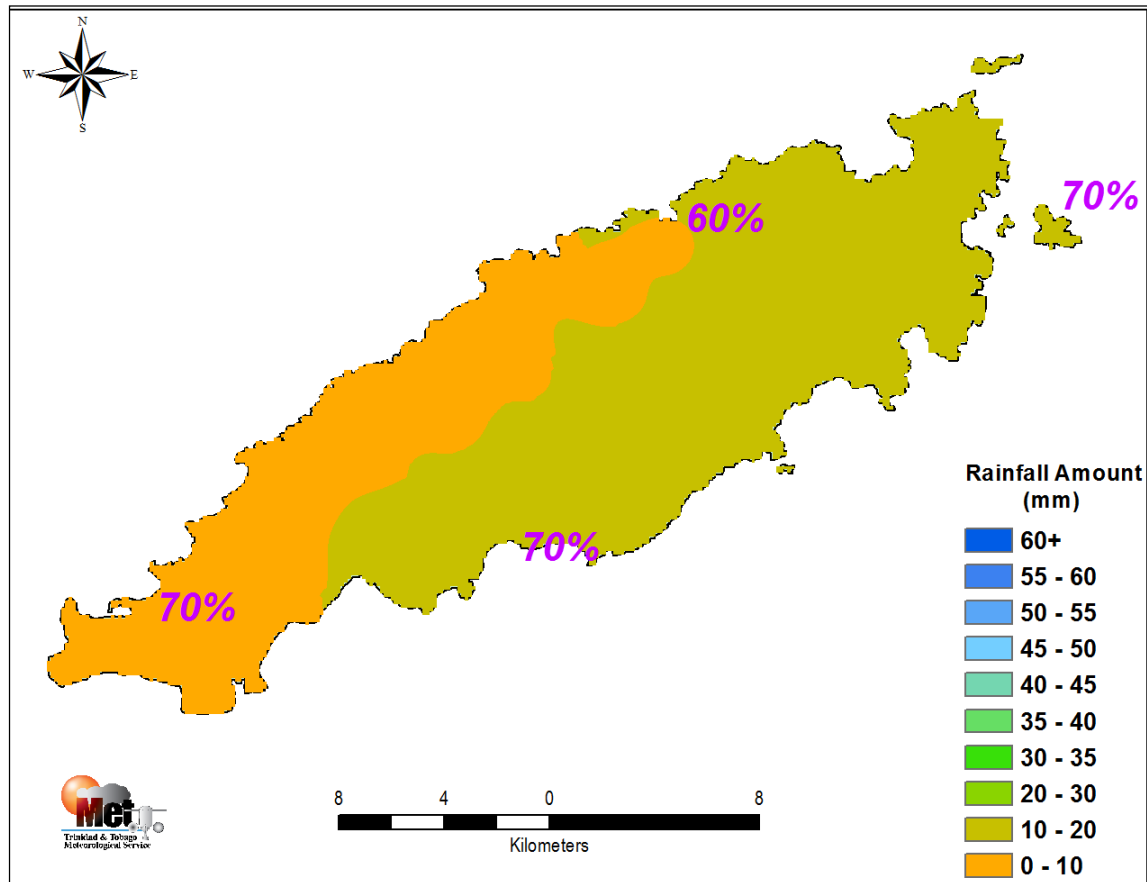 N
W
E
S
70%
60%
70%
70%
Rainfall Amount
(mm)
60+
55 - 60
50 - 55
45 - 50
40 - 45
35 - 40
30 - 35
20 - 30
10 - 20
0 - 10
Met
Trinidad & Tobago
Meteorological Service
8 4 0 8
Kilometers